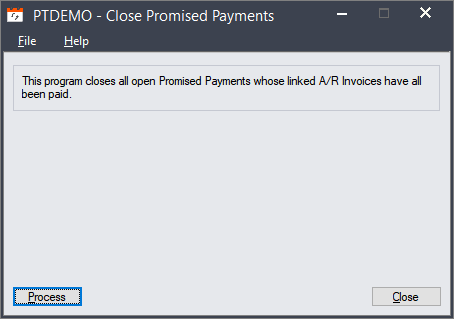 PTDEMO - Close Promised Payments
File Help
This program closes all open Promised Payments whose linked A/R Invoices have all
been paid.
Process Close